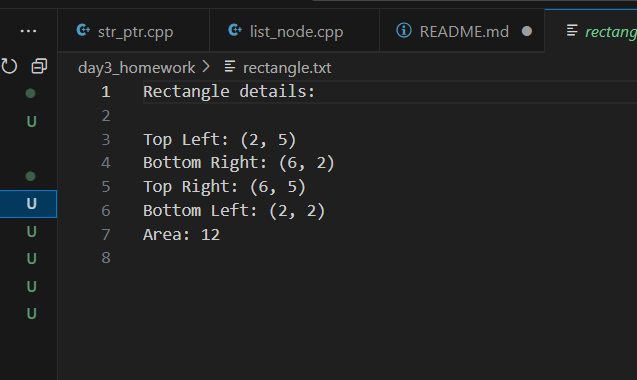 ... str_ptr.cpp list_node.cpp README.md rectang
day3_homework > rectangle.txt
1 Rectangle details:
2
U
3 Top Left: (2, 5)
4 Bottom Right: (6, 2)
5 Top Right: (6, 5)
U 6 Bottom Left: (2, 2)
U 7 Area: 12
U 8
U
U